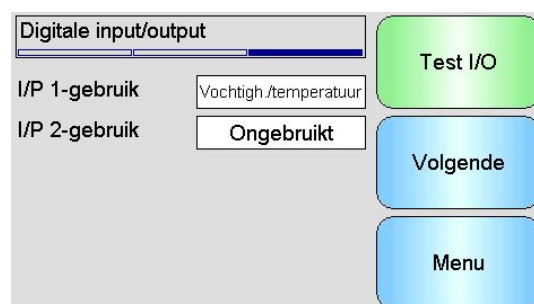 Digitale input/output
I/P 1-gebruik
Vochtigh./temperatuur
I/P 2-gebruik
Ongebruikt
Test I/O
Volgende
Menu